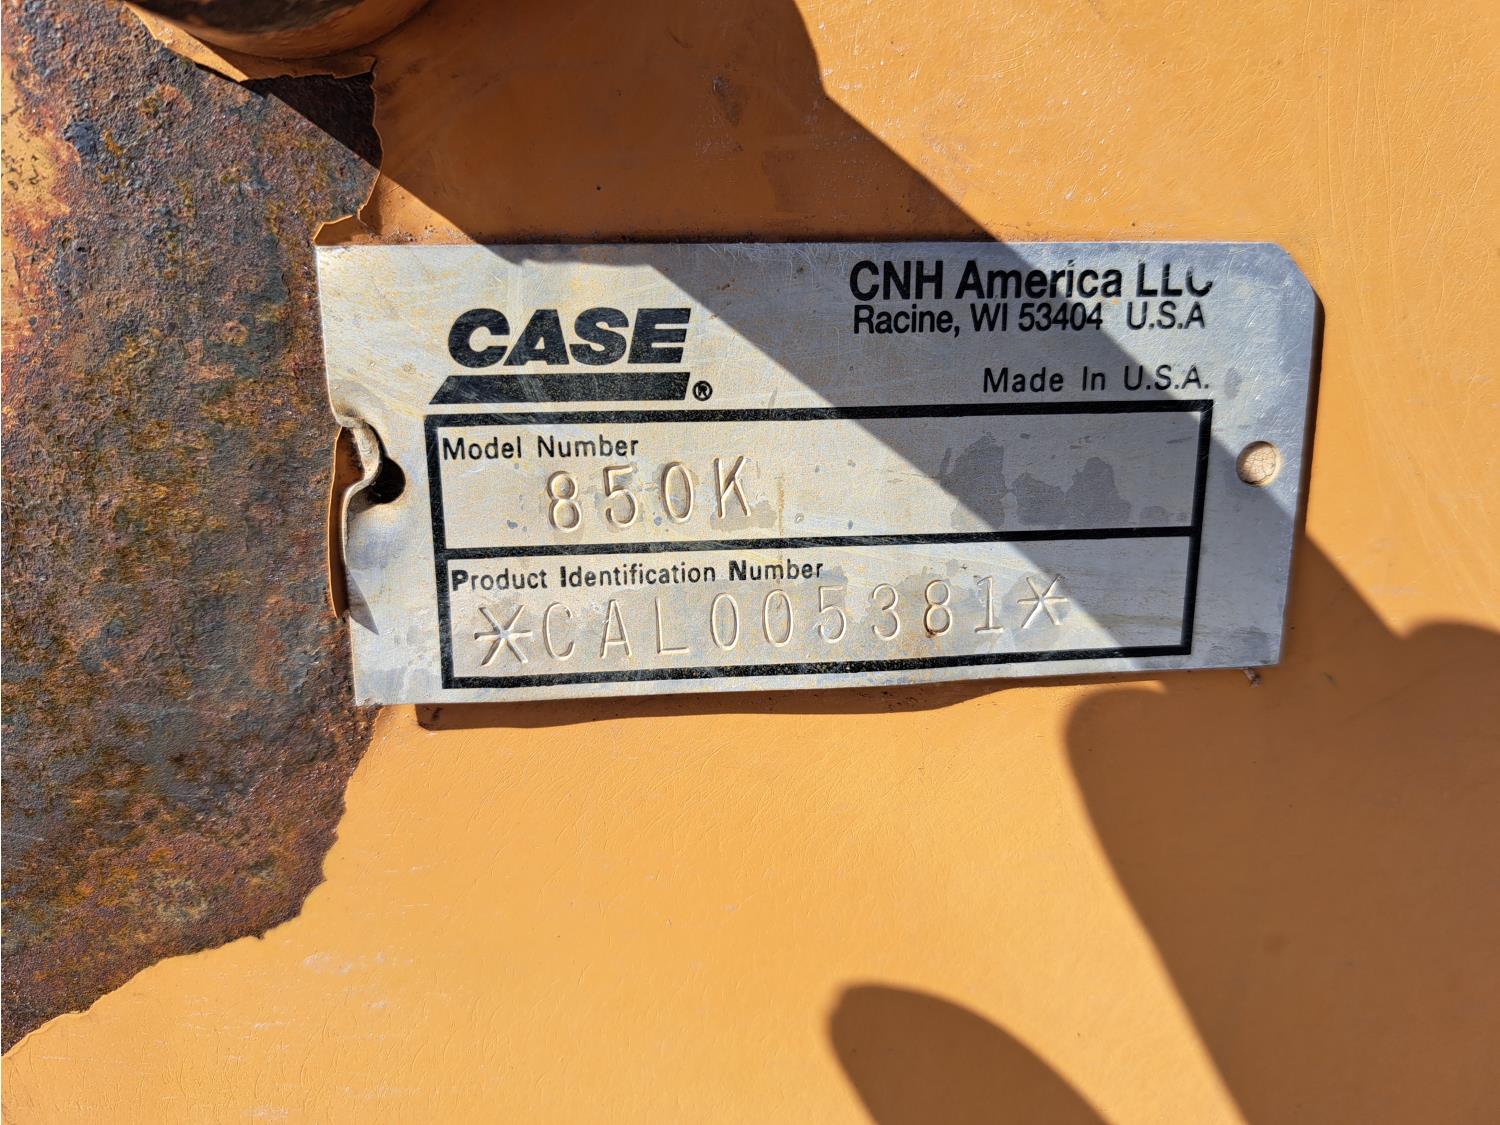 CASE®
CNH America LLC
Racine, WI 53404 U.S.A
Made In U.S.A.
Model Number
850K
Product Identification Number
*CAL005381*